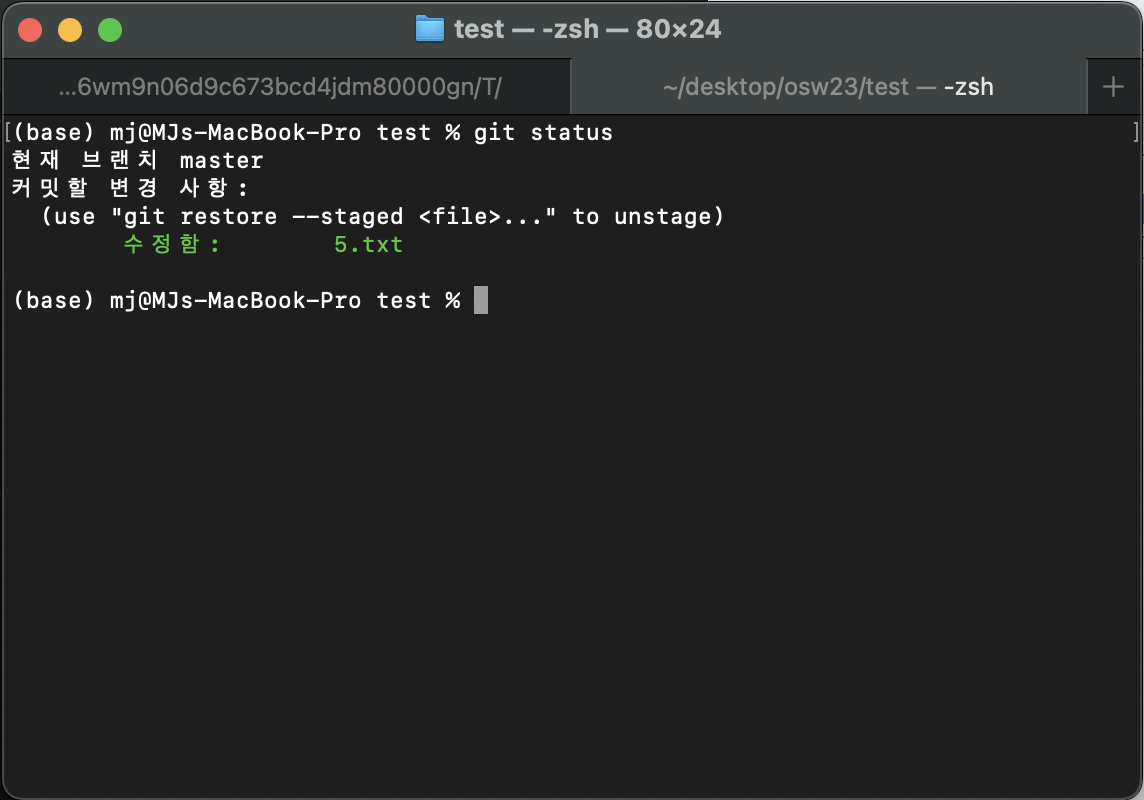 test — -zsh — 80×24
...6wm9n06d9c673bcd4jdm80000gn/T/
~/desktop/osw23/test — -zsh
(base) mj@MJs-MacBook-Pro test % git status
현재 브랜치 master
커밋할 변경 사항:
  (use "git restore --staged <file>..." to unstage)
        수정함:        5.txt
(base) mj@MJs-MacBook-Pro test %